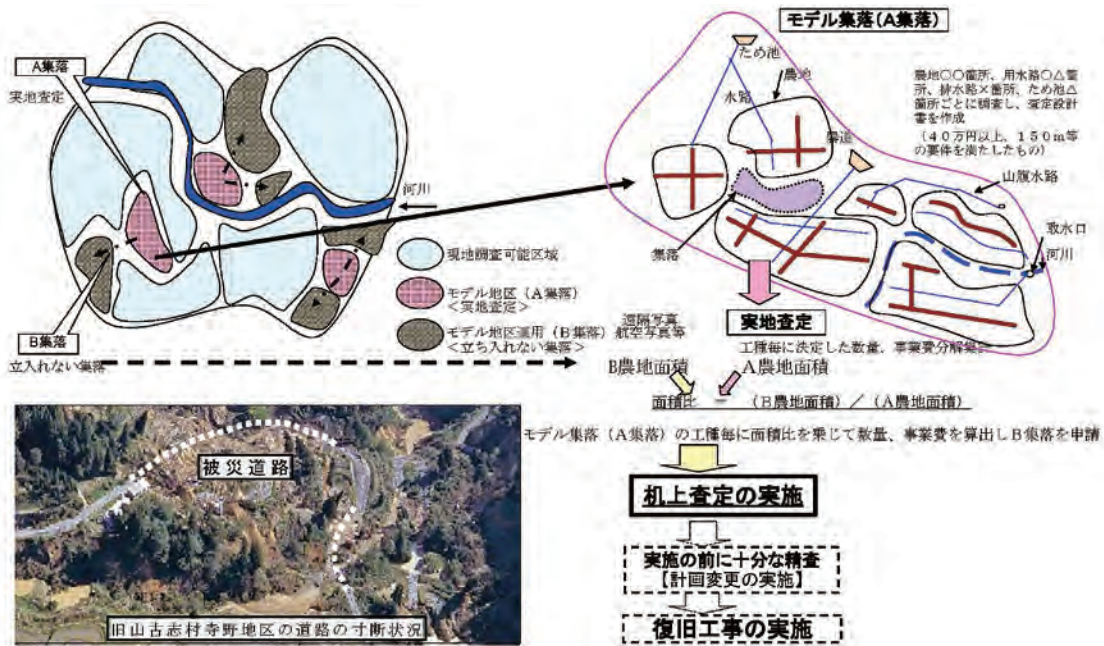 A集落
実地査定
河川
B集落
立入れない集落
現地調査可能区域
モデル地区（A集落）
＜実地査定＞
モデル地区運用（B集落）航空写真等
＜立ち入れない集落＞
遠隔写真
モデル集落（A集落）
ため池
農地
水路
農道
集落
農地○○箇所、用水路○△箇
所、排水路×箇所、ため池△
箇所ごとに調査し、査定設計
書を作成
（４０万円以上、１５０ｍ等
の要件を満たしたもの）
山腹水路
取水口
河川
実地査定
工種毎に決定した数量、事業費分解集計
B農地面積
A農地面積
面積比 ＝ （B農地面積）／（A農地面積）
モデル集落（A集落）の工種毎に面積比を乗じて数量、事業費を算出しB集落を申請
机上査定の実施
実施の前に十分な精査
【計画変更の実施】
復旧工事の実施
被災道路
旧山古志村寺野地区の道路の寸断状況